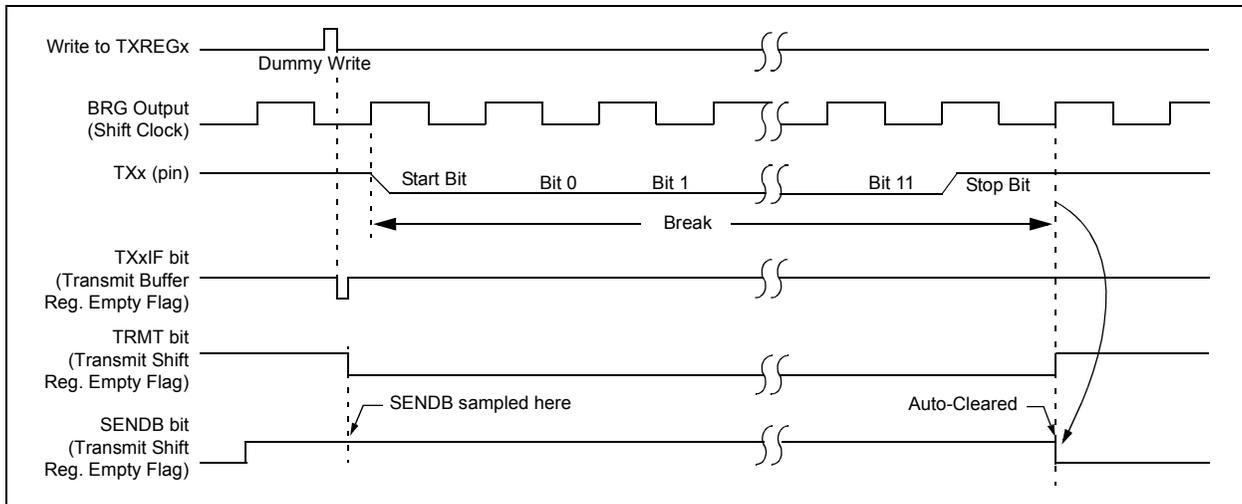 Write to TXREGx
Dummy Write
BRG Output
(Shift Clock)
TXx (pin)
Start Bit
Bit 0
Bit 1
Bit 11
Stop Bit
Break
TXxIF bit
(Transmit Buffer
Reg. Empty Flag)
TRMT bit
(Transmit Shift
Reg. Empty Flag)
SENDB sampled here
Auto-Cleared
SENDB bit
(Transmit Shift
Reg. Empty Flag)